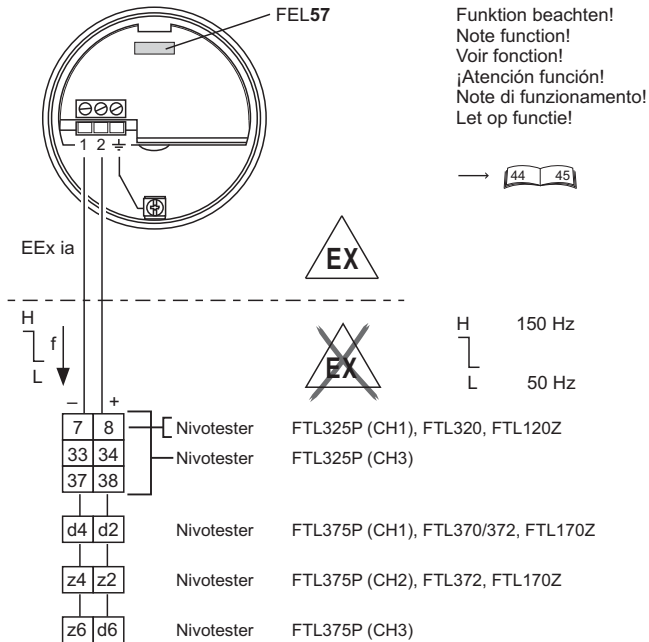 FEL57
Funktion beachten!
Note function!
Voir fonction!
¡Atención función!
Note di funzionamento!
Let op functie!
44 45
1 2
EEx ia
EX
H
f
L
EX
H 150 Hz
L 50 Hz
– +
7 8 Nivotester FTL325P (CH1), FTL320, FTL120Z
33 34 Nivotester FTL325P (CH3)
37 38
d4 d2 Nivotester FTL375P (CH1), FTL370/372, FTL170Z
z4 z2 Nivotester FTL375P (CH2), FTL372, FTL170Z
z6 d6 Nivotester FTL375P (CH3)